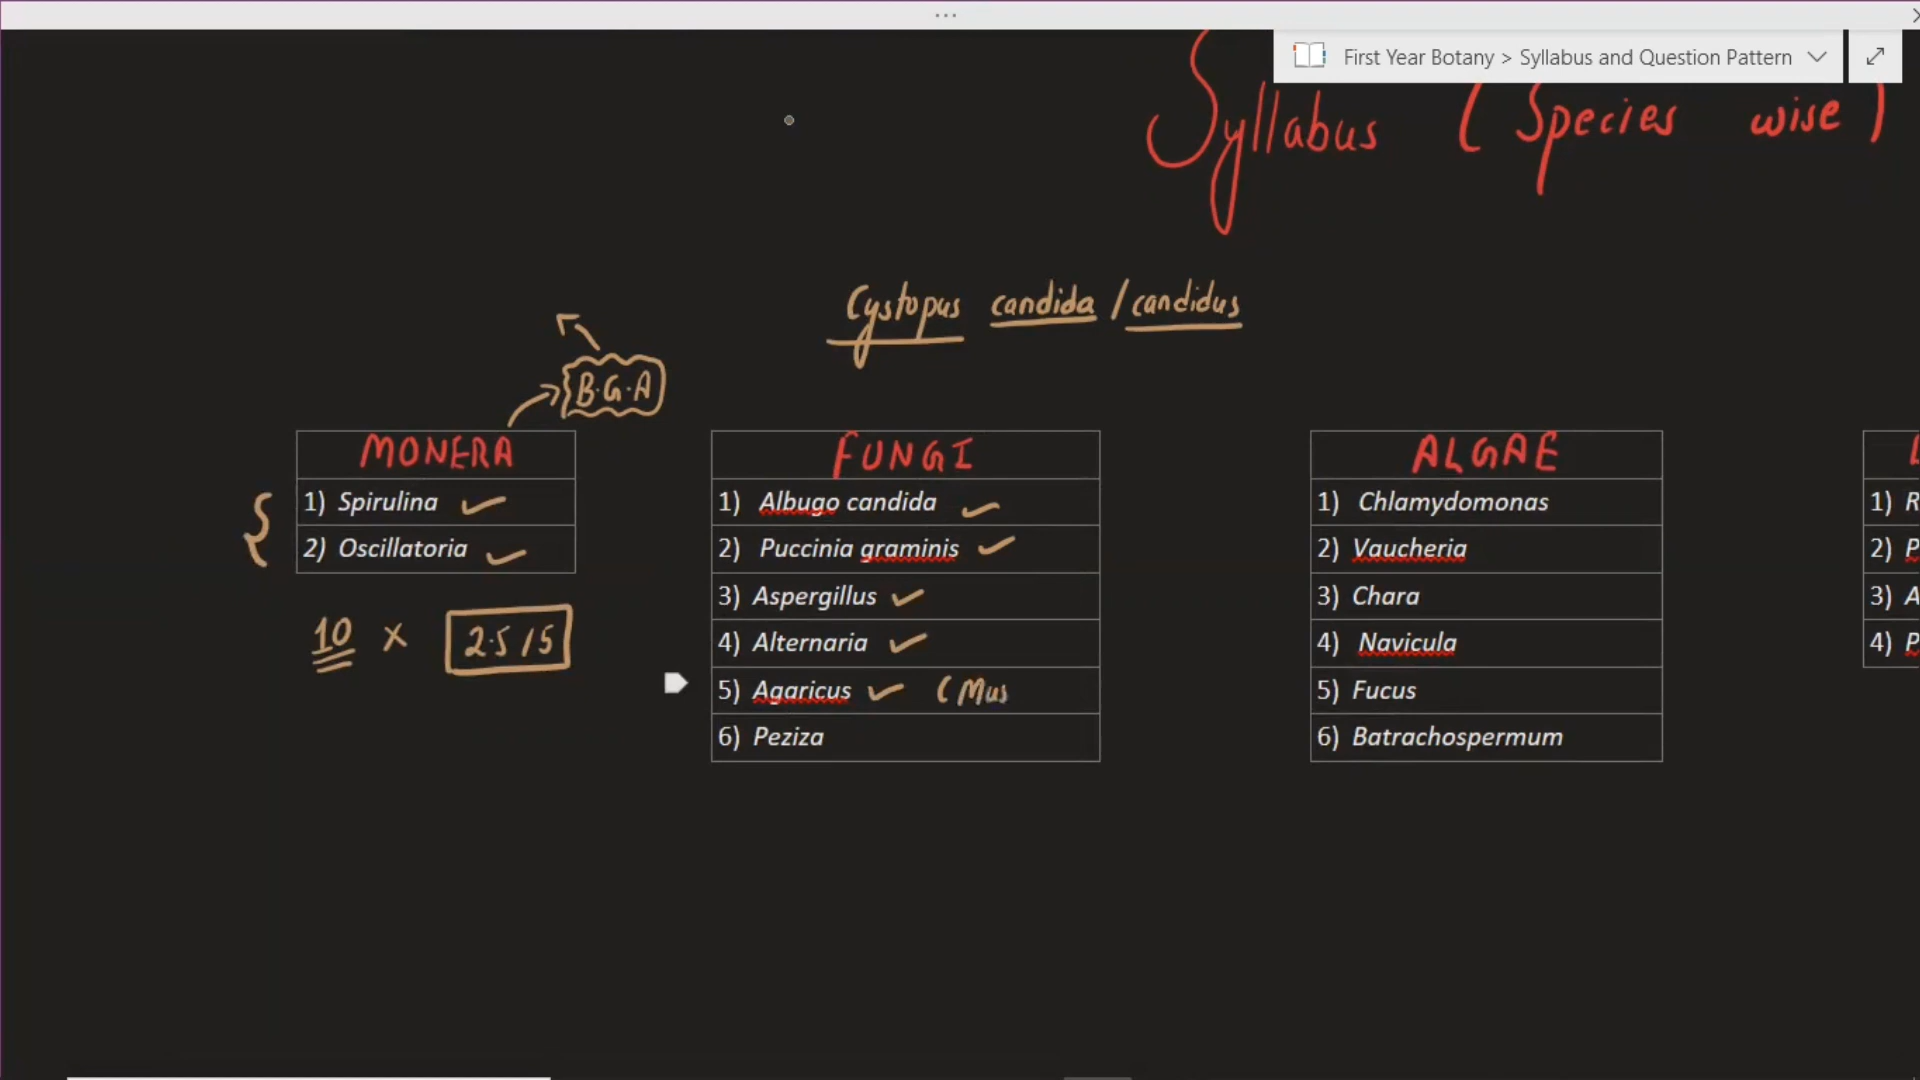 First Year Botany > Syllabus and Question Pattern
Syllabus (Species wise)
Cystopus candida / candidus
B.G.A
MONERA
1) Spirulina
2) Oscillatoria
10 x 2.5/5
FUNGI
1) Albugo candida
2) Puccinia graminis
3) Aspergillus
4) Alternaria
5) Agaricus (Mus
6) Peziza
ALGAE
1) Chlamydomonas
2) Vaucheria
3) Chara
4) Navicula
5) Fucus
6) Batrachospermum
1) R
2) P
3) A
4) P